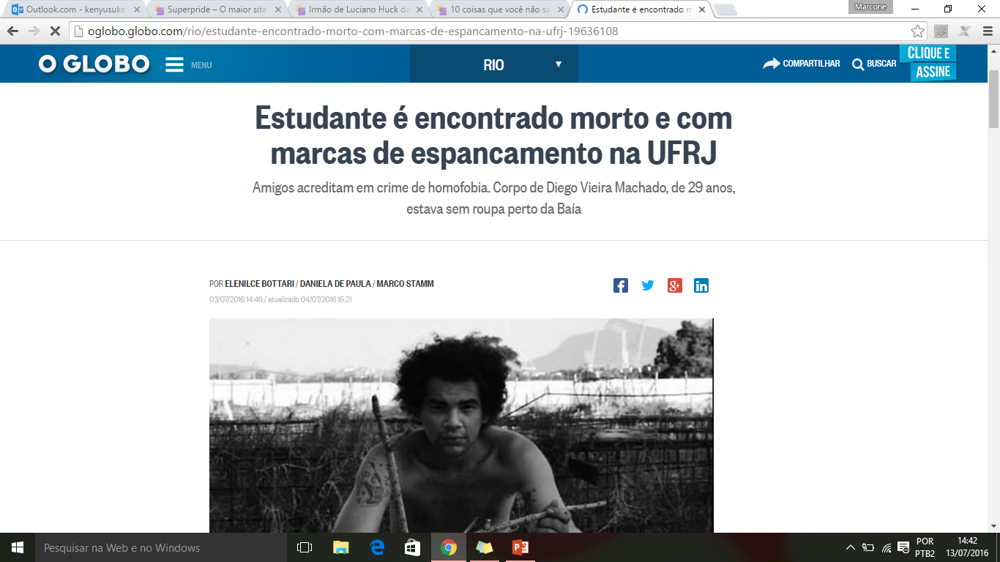 Outlook.com - kenyusuke
Superpride – O maior site
Irmão de Luciano Huck da
10 coisas que você não sa
Estudante é encontrado m
Marcone
oglobo.globo.com/rio/estudante-encontrado-morto-com-marcas-de-espancamento-na-ufrj-19636108
O GLOBO
MENU
RIO
COMPARTILHAR
BUSCAR
CLIQUE E
ASSINE
Estudante é encontrado morto e com
marcas de espancamento na UFRJ
Amigos acreditam em crime de homofobia. Corpo de Diego Vieira Machado, de 29 anos,
estava sem roupa perto da Baía
POR ELENILCE BOTTARI / DANIELA DE PAULA / MARCO STAMM
03/07/2016 14:46 / atualizado 04/07/2016 15:21
Pesquisar na Web e no Windows
POR
PTB2
14:42
13/07/2016